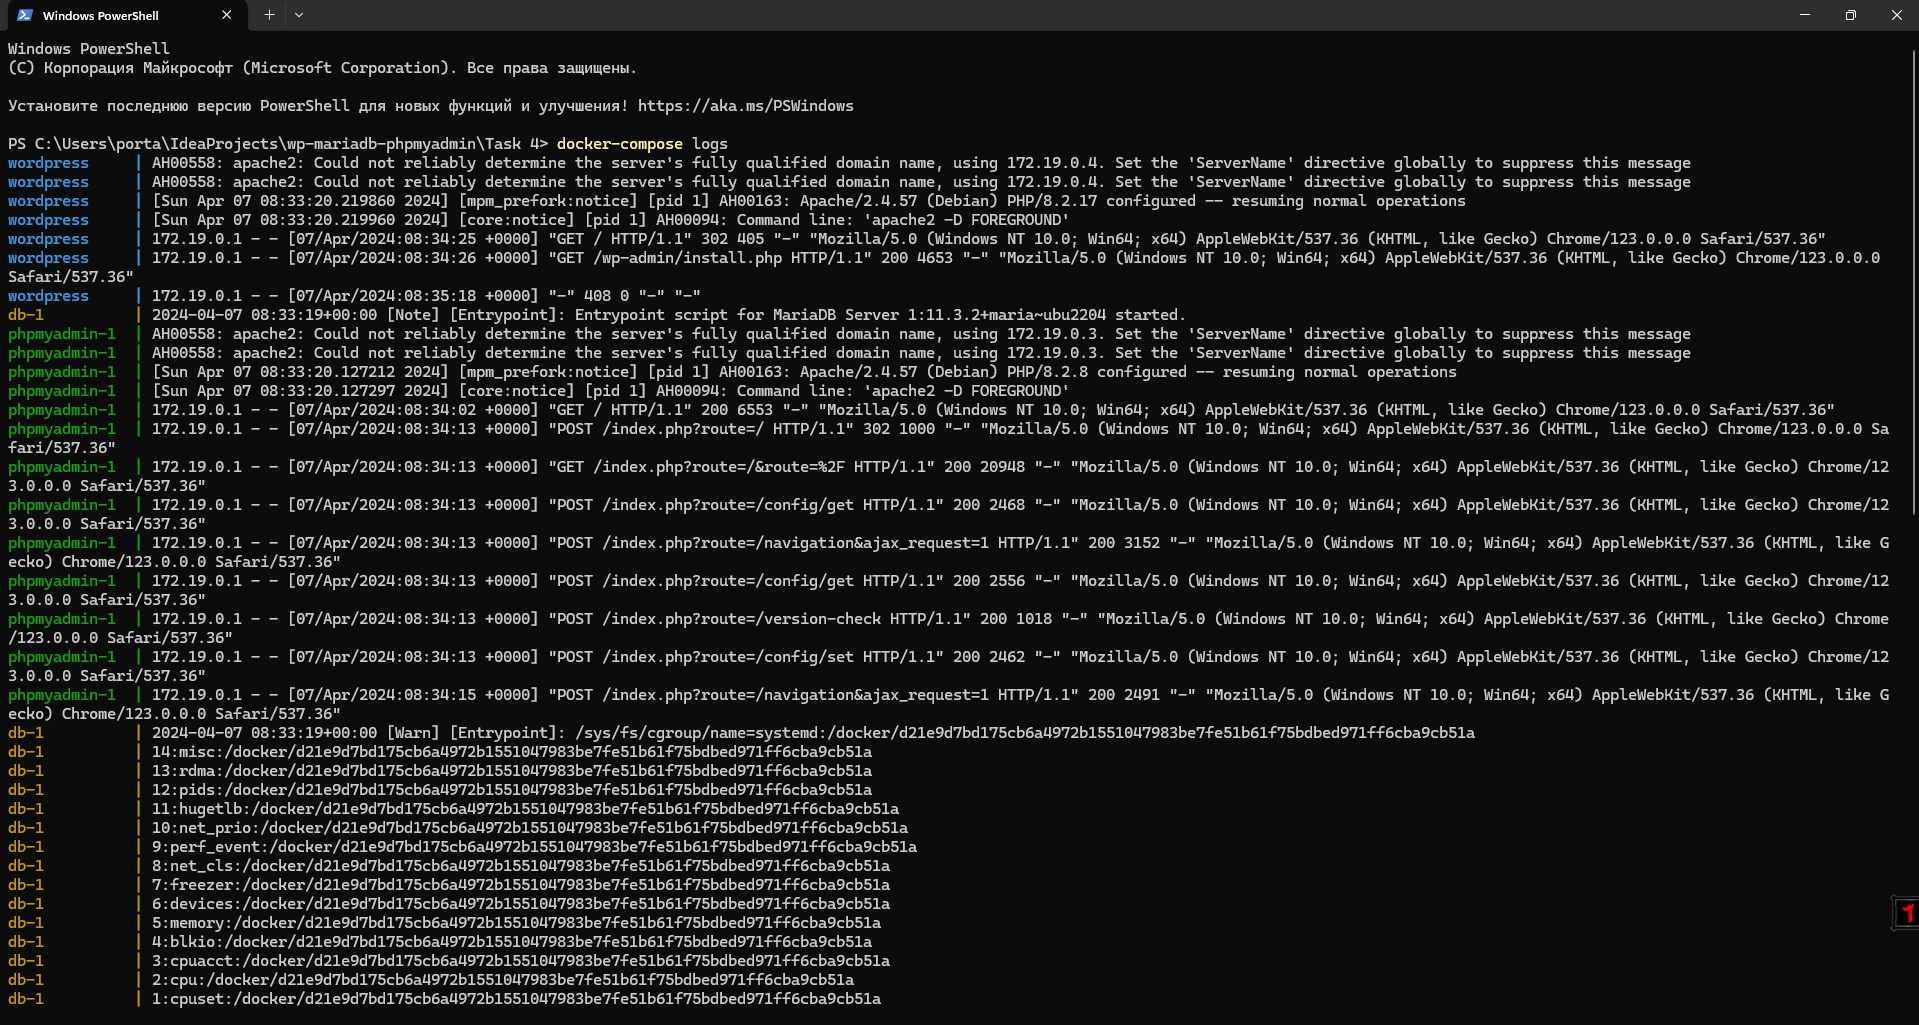 Windows PowerShell
Windows PowerShell
(C) Корпорация Майкрософт (Microsoft Corporation). Все права защищены.
Установите последнюю версию PowerShell для новых функций и улучшения! https://aka.ms/PSWindows
PS C:\Users\porta\IdeaProjects\wp-mariadb-phpmyadmin\Task 4> docker-compose logs
wordpress | AH00558: apache2: Could not reliably determine the server's fully qualified domain name, using 172.19.0.4. Set the 'ServerName' directive globally to suppress this message
wordpress | AH00558: apache2: Could not reliably determine the server's fully qualified domain name, using 172.19.0.4. Set the 'ServerName' directive globally to suppress this message
wordpress | [Sun Apr 07 08:33:20.219860 2024] [mpm_prefork:notice] [pid 1] AH00163: Apache/2.4.57 (Debian) PHP/8.2.17 configured -- resuming normal operations
wordpress | [Sun Apr 07 08:33:20.219960 2024] [core:notice] [pid 1] AH00094: Command line: 'apache2 -D FOREGROUND'
wordpress | 172.19.0.1 - - [07/Apr/2024:08:34:25 +0000] "GET / HTTP/1.1" 302 405 "-" "Mozilla/5.0 (Windows NT 10.0; Win64; x64) AppleWebKit/537.36 (KHTML, like Gecko) Chrome/123.0.0.0 Safari/537.36"
wordpress | 172.19.0.1 - - [07/Apr/2024:08:34:26 +0000] "GET /wp-admin/install.php HTTP/1.1" 200 4653 "-" "Mozilla/5.0 (Windows NT 10.0; Win64; x64) AppleWebKit/537.36 (KHTML, like Gecko) Chrome/123.0.0.0
Safari/537.36"
wordpress | 172.19.0.1 - - [07/Apr/2024:08:35:18 +0000] "-" 408 0 "-" "-"
db-1 | 2024-04-07 08:33:19+00:00 [Note] [Entrypoint]: Entrypoint script for MariaDB Server 1:11.3.2+maria~ubu2204 started.
phpmyadmin-1 | AH00558: apache2: Could not reliably determine the server's fully qualified domain name, using 172.19.0.3. Set the 'ServerName' directive globally to suppress this message
phpmyadmin-1 | AH00558: apache2: Could not reliably determine the server's fully qualified domain name, using 172.19.0.3. Set the 'ServerName' directive globally to suppress this message
phpmyadmin-1 | [Sun Apr 07 08:33:20.127212 2024] [mpm_prefork:notice] [pid 1] AH00163: Apache/2.4.57 (Debian) PHP/8.2.8 configured -- resuming normal operations
phpmyadmin-1 | [Sun Apr 07 08:33:20.127297 2024] [core:notice] [pid 1] AH00094: Command line: 'apache2 -D FOREGROUND'
phpmyadmin-1 | 172.19.0.1 - - [07/Apr/2024:08:34:02 +0000] "GET / HTTP/1.1" 200 6553 "-" "Mozilla/5.0 (Windows NT 10.0; Win64; x64) AppleWebKit/537.36 (KHTML, like Gecko) Chrome/123.0.0.0 Safari/537.36"
phpmyadmin-1 | 172.19.0.1 - - [07/Apr/2024:08:34:13 +0000] "POST /index.php?route=/ HTTP/1.1" 302 1000 "-" "Mozilla/5.0 (Windows NT 10.0; Win64; x64) AppleWebKit/537.36 (KHTML, like Gecko) Chrome/123.0.0.0 Sa
fari/537.36"
phpmyadmin-1 | 172.19.0.1 - - [07/Apr/2024:08:34:13 +0000] "GET /index.php?route=/&route=%2F HTTP/1.1" 200 20948 "-" "Mozilla/5.0 (Windows NT 10.0; Win64; x64) AppleWebKit/537.36 (KHTML, like Gecko) Chrome/12
3.0.0.0 Safari/537.36"
phpmyadmin-1 | 172.19.0.1 - - [07/Apr/2024:08:34:13 +0000] "POST /index.php?route=/config/get HTTP/1.1" 200 2468 "-" "Mozilla/5.0 (Windows NT 10.0; Win64; x64) AppleWebKit/537.36 (KHTML, like Gecko) Chrome/12
3.0.0.0 Safari/537.36"
phpmyadmin-1 | 172.19.0.1 - - [07/Apr/2024:08:34:13 +0000] "POST /index.php?route=/navigation&ajax_request=1 HTTP/1.1" 200 3152 "-" "Mozilla/5.0 (Windows NT 10.0; Win64; x64) AppleWebKit/537.36 (KHTML, like G
ecko) Chrome/123.0.0.0 Safari/537.36"
phpmyadmin-1 | 172.19.0.1 - - [07/Apr/2024:08:34:13 +0000] "POST /index.php?route=/config/get HTTP/1.1" 200 2556 "-" "Mozilla/5.0 (Windows NT 10.0; Win64; x64) AppleWebKit/537.36 (KHTML, like Gecko) Chrome/12
3.0.0.0 Safari/537.36"
phpmyadmin-1 | 172.19.0.1 - - [07/Apr/2024:08:34:13 +0000] "POST /index.php?route=/version-check HTTP/1.1" 200 1018 "-" "Mozilla/5.0 (Windows NT 10.0; Win64; x64) AppleWebKit/537.36 (KHTML, like Gecko) Chrome
/123.0.0.0 Safari/537.36"
phpmyadmin-1 | 172.19.0.1 - - [07/Apr/2024:08:34:13 +0000] "POST /index.php?route=/config/set HTTP/1.1" 200 2462 "-" "Mozilla/5.0 (Windows NT 10.0; Win64; x64) AppleWebKit/537.36 (KHTML, like Gecko) Chrome/12
3.0.0.0 Safari/537.36"
phpmyadmin-1 | 172.19.0.1 - - [07/Apr/2024:08:34:15 +0000] "POST /index.php?route=/navigation&ajax_request=1 HTTP/1.1" 200 2491 "-" "Mozilla/5.0 (Windows NT 10.0; Win64; x64) AppleWebKit/537.36 (KHTML, like G
ecko) Chrome/123.0.0.0 Safari/537.36"
db-1 | 2024-04-07 08:33:19+00:00 [Warn] [Entrypoint]: /sys/fs/cgroup/name=systemd:/docker/d21e9d7bd175cb6a4972b1551047983be7fe51b61f75bdbed971ff6cba9cb51a
db-1 | 14:misc:/docker/d21e9d7bd175cb6a4972b1551047983be7fe51b61f75bdbed971ff6cba9cb51a
db-1 | 13:rdma:/docker/d21e9d7bd175cb6a4972b1551047983be7fe51b61f75bdbed971ff6cba9cb51a
db-1 | 12:pids:/docker/d21e9d7bd175cb6a4972b1551047983be7fe51b61f75bdbed971ff6cba9cb51a
db-1 | 11:hugetlb:/docker/d21e9d7bd175cb6a4972b1551047983be7fe51b61f75bdbed971ff6cba9cb51a
db-1 | 10:net_prio:/docker/d21e9d7bd175cb6a4972b1551047983be7fe51b61f75bdbed971ff6cba9cb51a
db-1 | 9:perf_event:/docker/d21e9d7bd175cb6a4972b1551047983be7fe51b61f75bdbed971ff6cba9cb51a
db-1 | 8:net_cls:/docker/d21e9d7bd175cb6a4972b1551047983be7fe51b61f75bdbed971ff6cba9cb51a
db-1 | 7:freezer:/docker/d21e9d7bd175cb6a4972b1551047983be7fe51b61f75bdbed971ff6cba9cb51a
db-1 | 6:devices:/docker/d21e9d7bd175cb6a4972b1551047983be7fe51b61f75bdbed971ff6cba9cb51a
db-1 | 5:memory:/docker/d21e9d7bd175cb6a4972b1551047983be7fe51b61f75bdbed971ff6cba9cb51a
db-1 | 4:blkio:/docker/d21e9d7bd175cb6a4972b1551047983be7fe51b61f75bdbed971ff6cba9cb51a
db-1 | 3:cpuacct:/docker/d21e9d7bd175cb6a4972b1551047983be7fe51b61f75bdbed971ff6cba9cb51a
db-1 | 2:cpu:/docker/d21e9d7bd175cb6a4972b1551047983be7fe51b61f75bdbed971ff6cba9cb51a
db-1 | 1:cpuset:/docker/d21e9d7bd175cb6a4972b1551047983be7fe51b61f75bdbed971ff6cba9cb51a